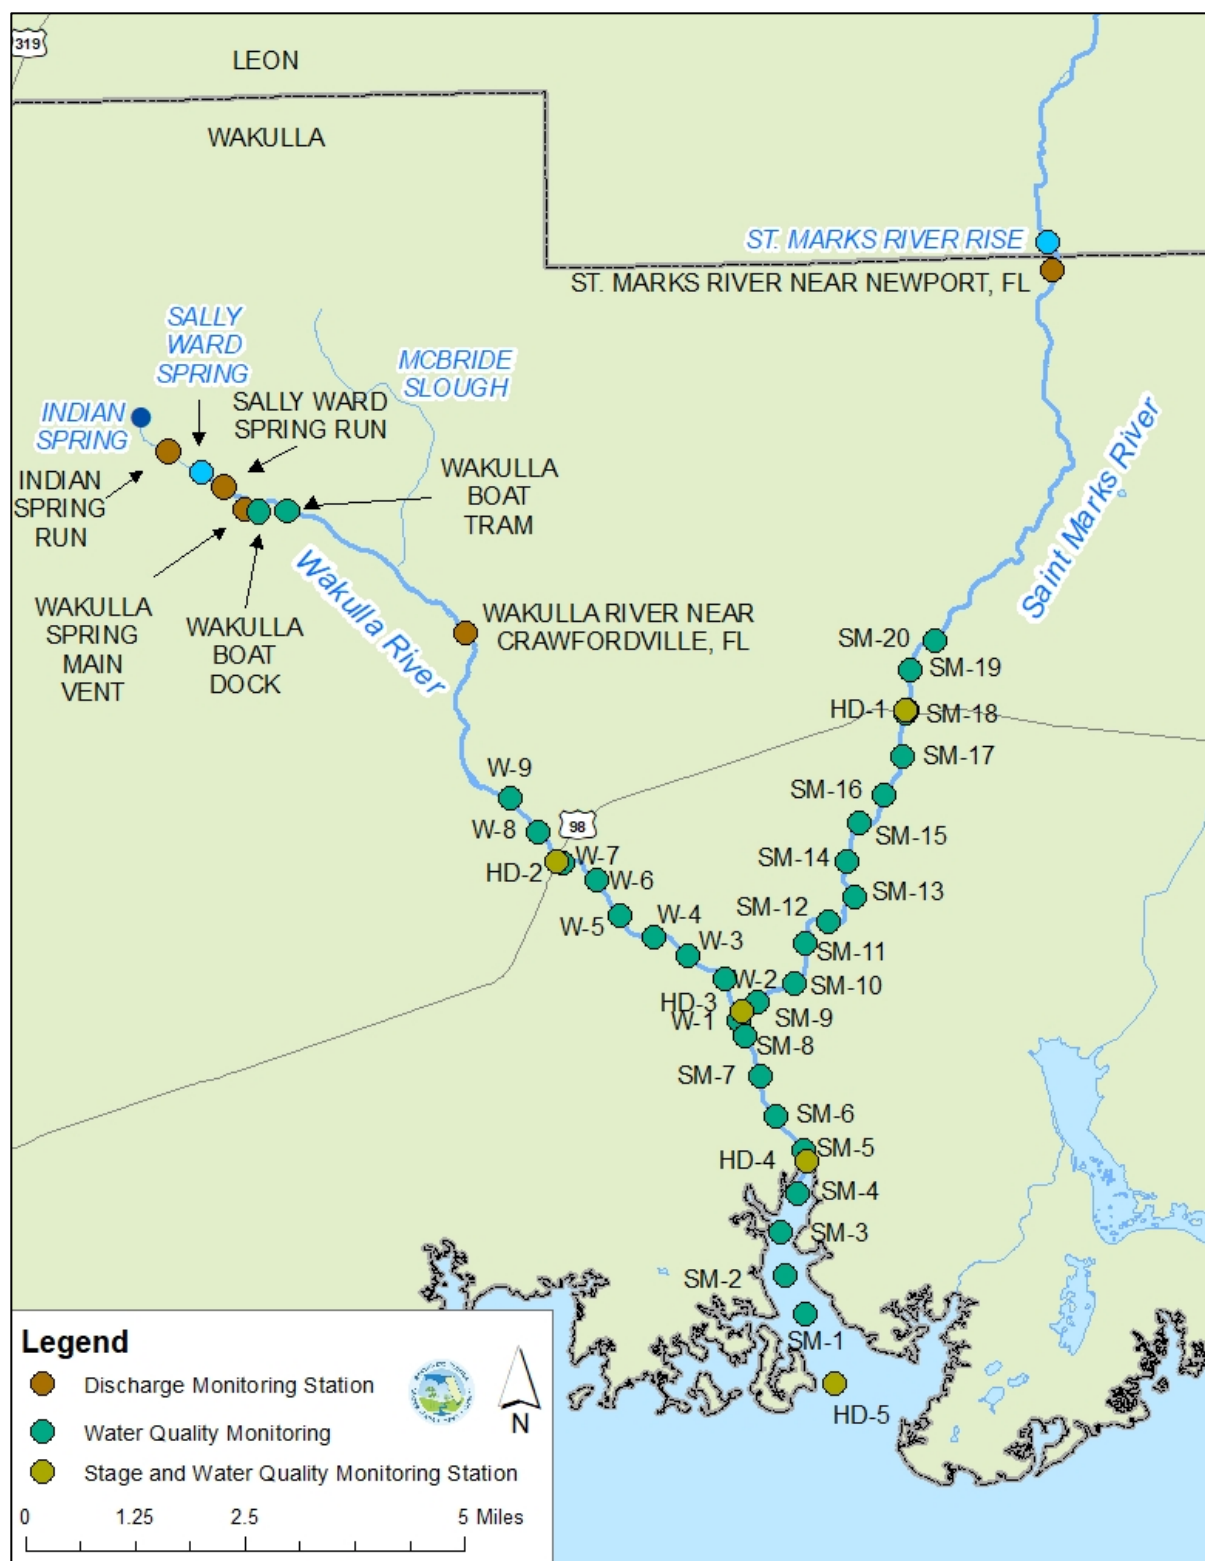 319
LEON
WAKULLA
ST. MARKS RIVER RISE
ST. MARKS RIVER NEAR NEWPORT, FL
SALLY
WARD
SPRING
MCBRIDE
SLOUGH
SALLY WARD
SPRING RUN
INDIAN
SPRING
INDIAN
SPRING
RUN
WAKULLA
BOAT
TRAM
Saint Marks River
Wakulla River
WAKULLA
SPRING
MAIN
VENT
WAKULLA
BOAT
DOCK
WAKULLA RIVER NEAR
CRAWFORDVILLE, FL
SM-20
SM-19
HD-1
SM-18
SM-17
W-9
SM-16
98
W-8
SM-15
W-7
HD-2
SM-14
W-6
SM-13
W-5
W-4
SM-12
W-3
SM-11
W-2
SM-10
HD-3
W-1
SM-9
SM-8
SM-7
SM-6
SM-5
HD-4
SM-4
SM-3
SM-2
SM-1
HD-5
Legend
Discharge Monitoring Station
Water Quality Monitoring
Stage and Water Quality Monitoring Station
N
0 1.25 2.5 5 Miles